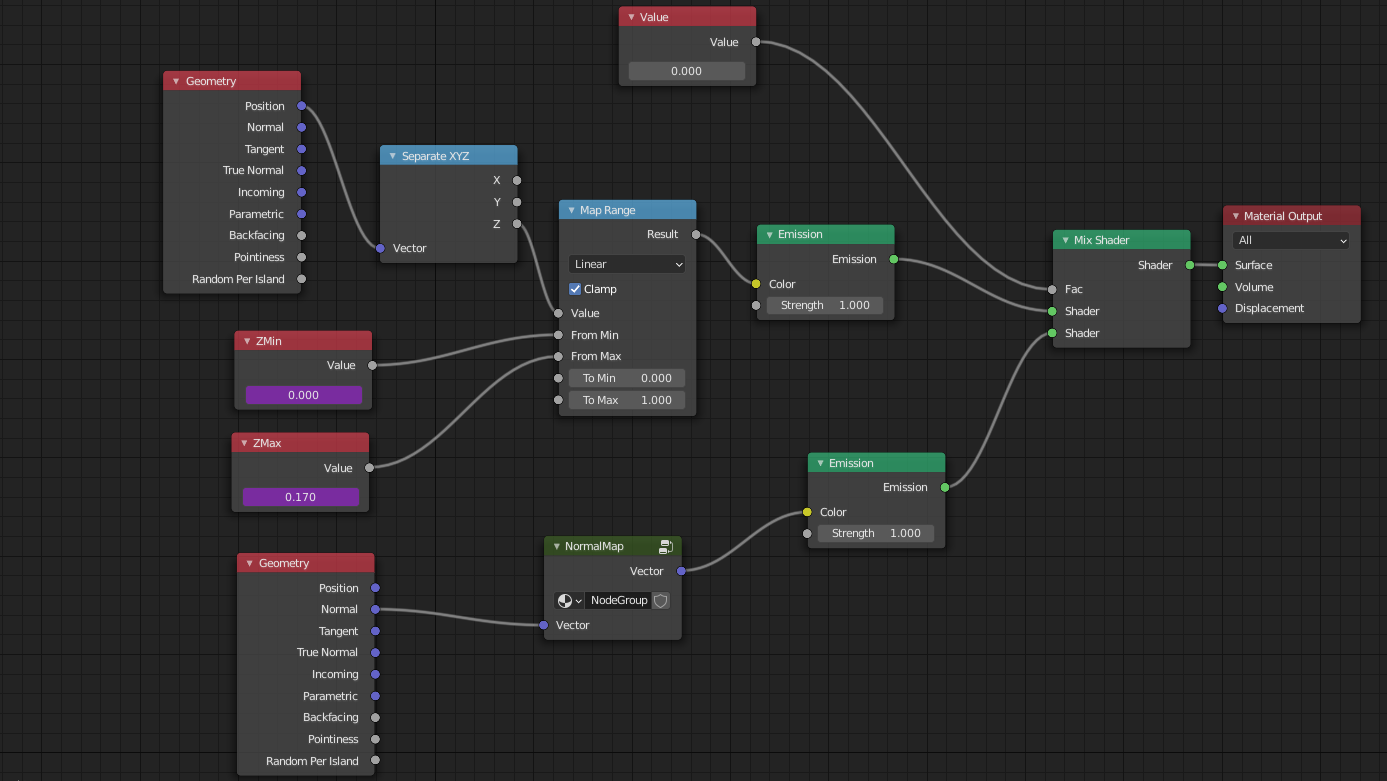 Value
Value
0.000
Geometry
Position
Normal
Tangent
True Normal
Incoming
Parametric
Backfacing
Pointiness
Random Per Island
Separate XYZ
X
Y
Z
Vector
Map Range
Result
Linear
Clamp
Value
From Min
From Max
To Min 0.000
To Max 1.000
Emission
Emission
Color
Strength 1.000
Mix Shader
Shader
Fac
Shader
Shader
Material Output
All
Surface
Volume
Displacement
ZMin
Value
0.000
ZMax
Value
0.170
Emission
Emission
Color
Strength 1.000
NormalMap
Vector
NodeGroup
Vector
Geometry
Position
Normal
Tangent
True Normal
Incoming
Parametric
Backfacing
Pointiness
Random Per Island